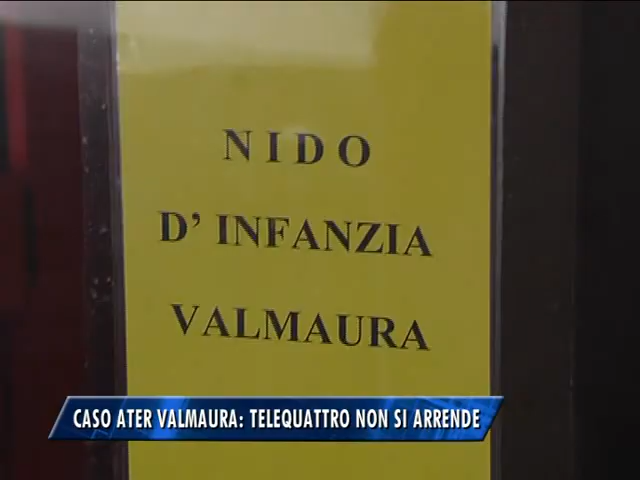 NIDO
D' INFANZIA
VALMAURA
CASO ATER VALMAURA: TELEQUATTRO NON SI ARRENDE